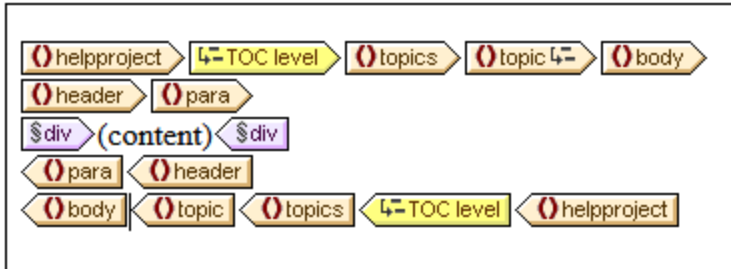 ()helpproject TOC level ()topics ()topic ()body
()header ()para
§div (content) §div
()para ()header
()body ()topic ()topics TOC level ()helpproject